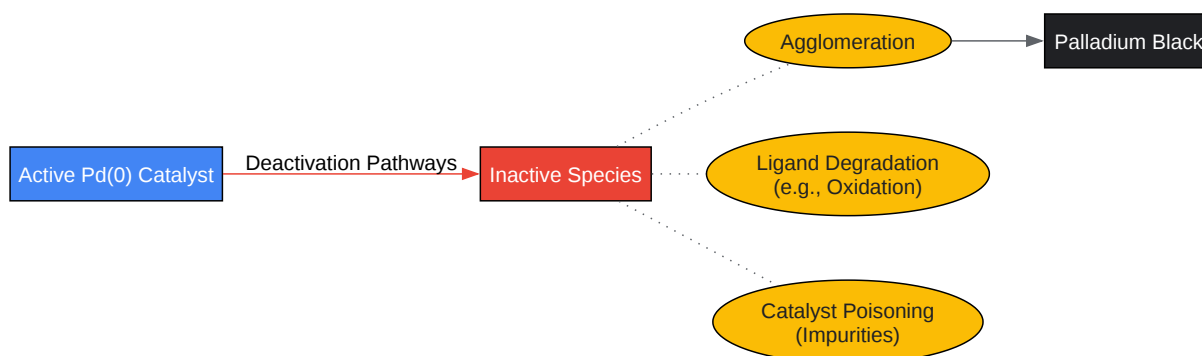 Agglomeration
Palladium Black
Active Pd(0) Catalyst
Deactivation Pathways
Inactive Species
Ligand Degradation
(e.g., Oxidation)
Catalyst Poisoning
(Impurities)